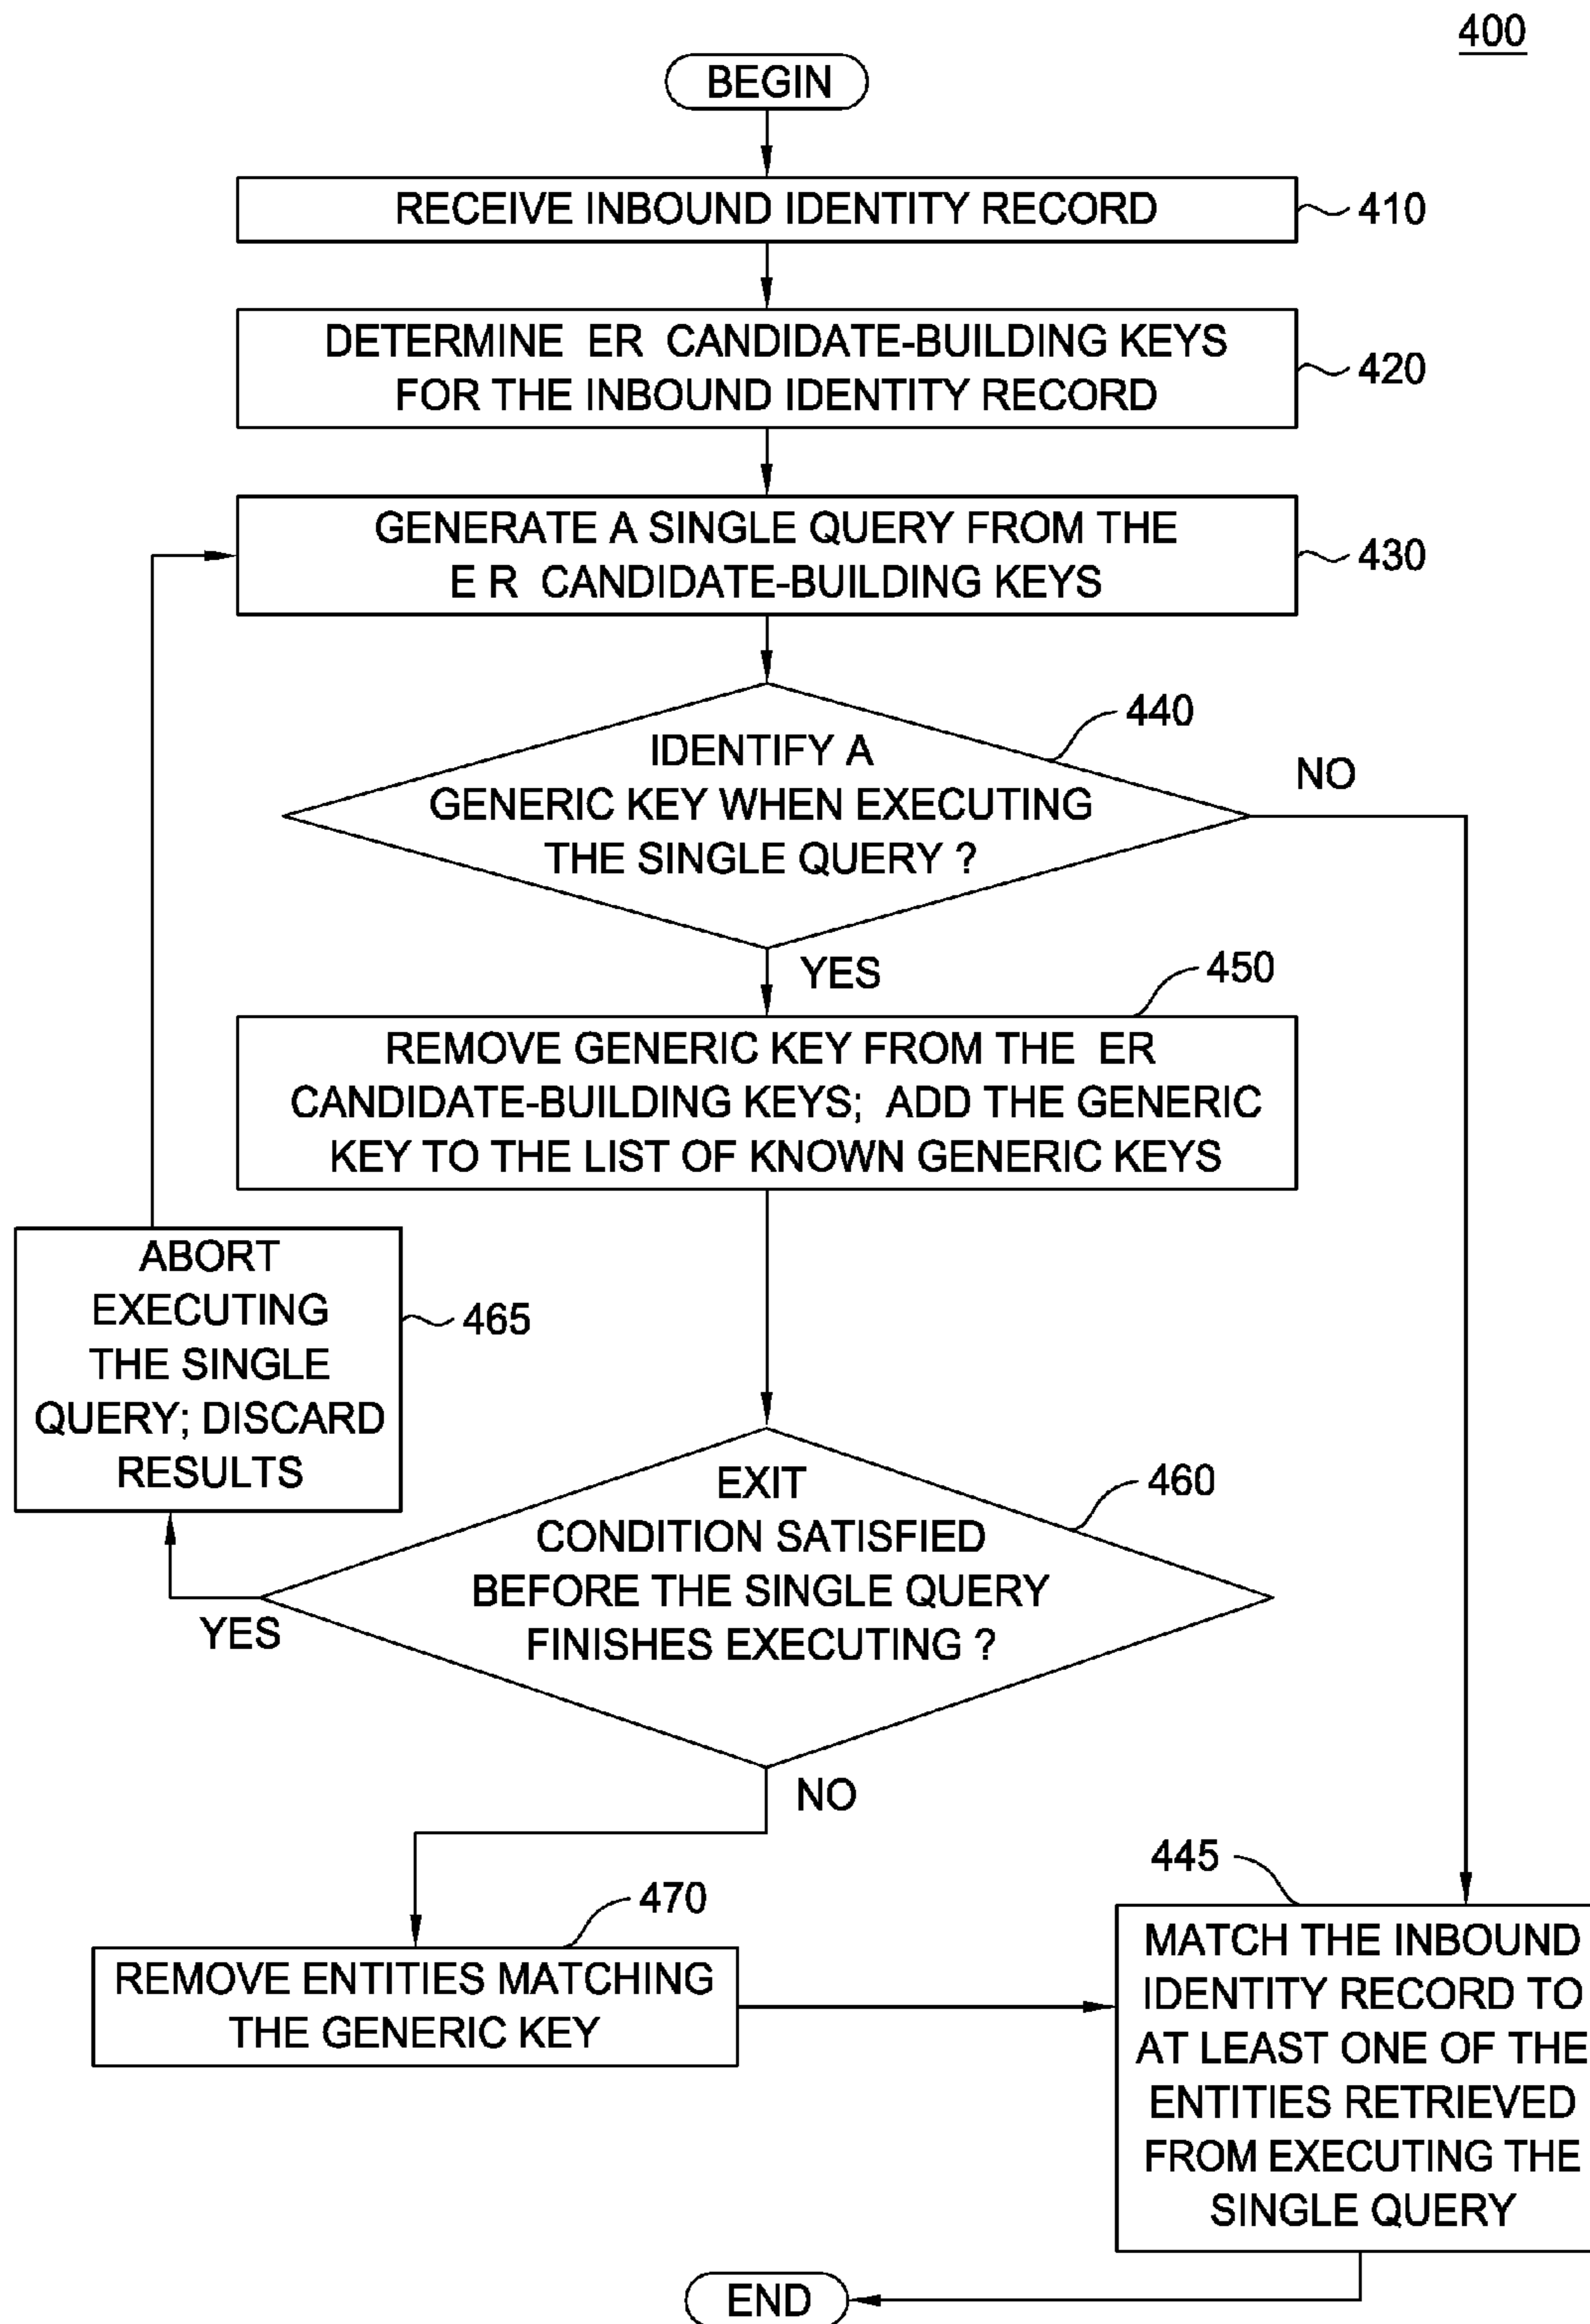 400
BEGIN
RECEIVE INBOUND IDENTITY RECORD
410
DETERMINE ER CANDIDATE-BUILDING KEYS
FOR THE INBOUND IDENTITY RECORD
420
GENERATE A SINGLE QUERY FROM THE
E R CANDIDATE-BUILDING KEYS
430
440
IDENTIFY A
GENERIC KEY WHEN EXECUTING
THE SINGLE QUERY ?
NO
YES
450
REMOVE GENERIC KEY FROM THE ER
CANDIDATE-BUILDING KEYS; ADD THE GENERIC
KEY TO THE LIST OF KNOWN GENERIC KEYS
ABORT
EXECUTING
THE SINGLE
QUERY; DISCARD
RESULTS
465
460
EXIT
CONDITION SATISFIED
BEFORE THE SINGLE QUERY
FINISHES EXECUTING ?
YES
NO
470
REMOVE ENTITIES MATCHING
THE GENERIC KEY
445
MATCH THE INBOUND
IDENTITY RECORD TO
AT LEAST ONE OF THE
ENTITIES RETRIEVED
FROM EXECUTING THE
SINGLE QUERY
END